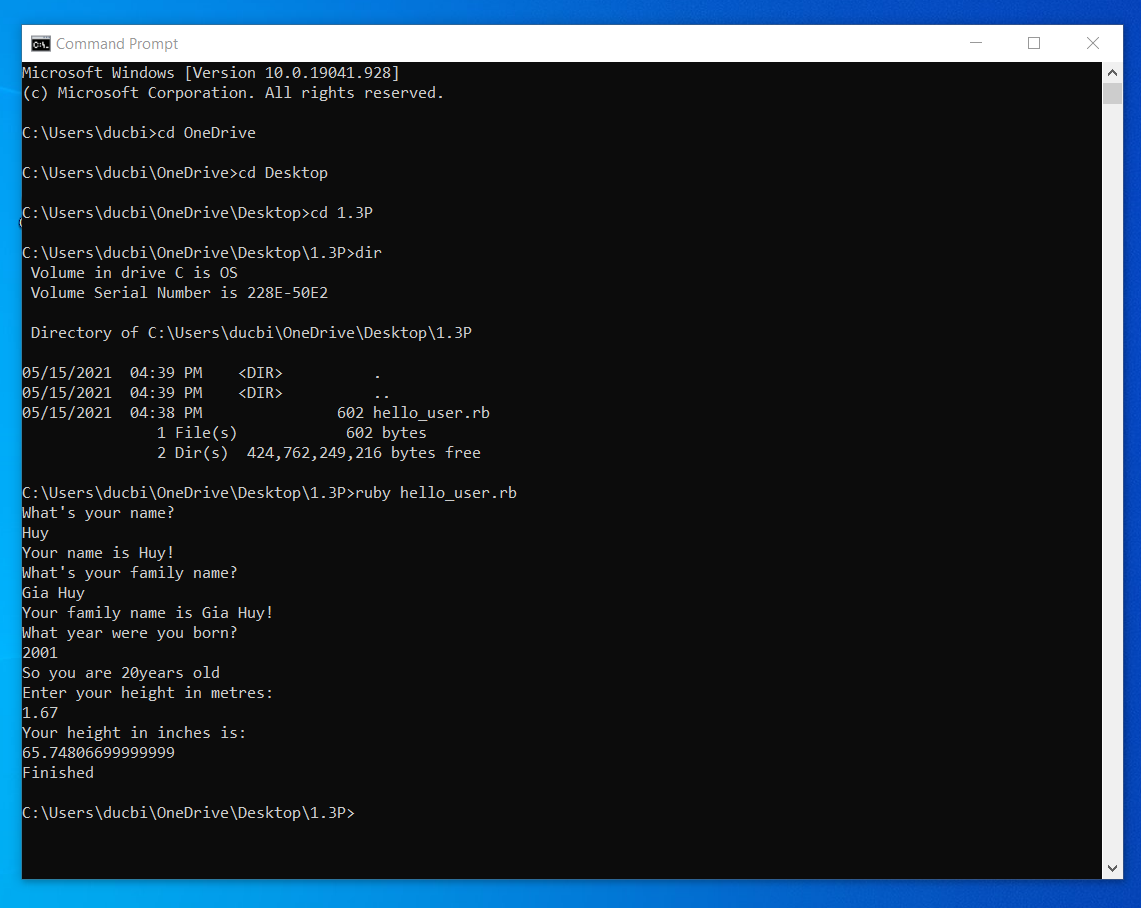 Command Prompt
Microsoft Windows [Version 10.0.19041.928]
(c) Microsoft Corporation. All rights reserved.
C:\Users\ducbi>cd OneDrive
C:\Users\ducbi\OneDrive>cd Desktop
C:\Users\ducbi\OneDrive\Desktop>cd 1.3P
C:\Users\ducbi\OneDrive\Desktop\1.3P>dir
 Volume in drive C is OS
 Volume Serial Number is 228E-50E2
 Directory of C:\Users\ducbi\OneDrive\Desktop\1.3P
05/15/2021  04:39 PM    <DIR>          .
05/15/2021  04:39 PM    <DIR>          ..
05/15/2021  04:38 PM               602 hello_user.rb
               1 File(s)            602 bytes
               2 Dir(s)  424,762,249,216 bytes free
C:\Users\ducbi\OneDrive\Desktop\1.3P>ruby hello_user.rb
What's your name?
Huy
Your name is Huy!
What's your family name?
Gia Huy
Your family name is Gia Huy!
What year were you born?
2001
So you are 20years old
Enter your height in metres:
1.67
Your height in inches is:
65.74806699999999
Finished
C:\Users\ducbi\OneDrive\Desktop\1.3P>